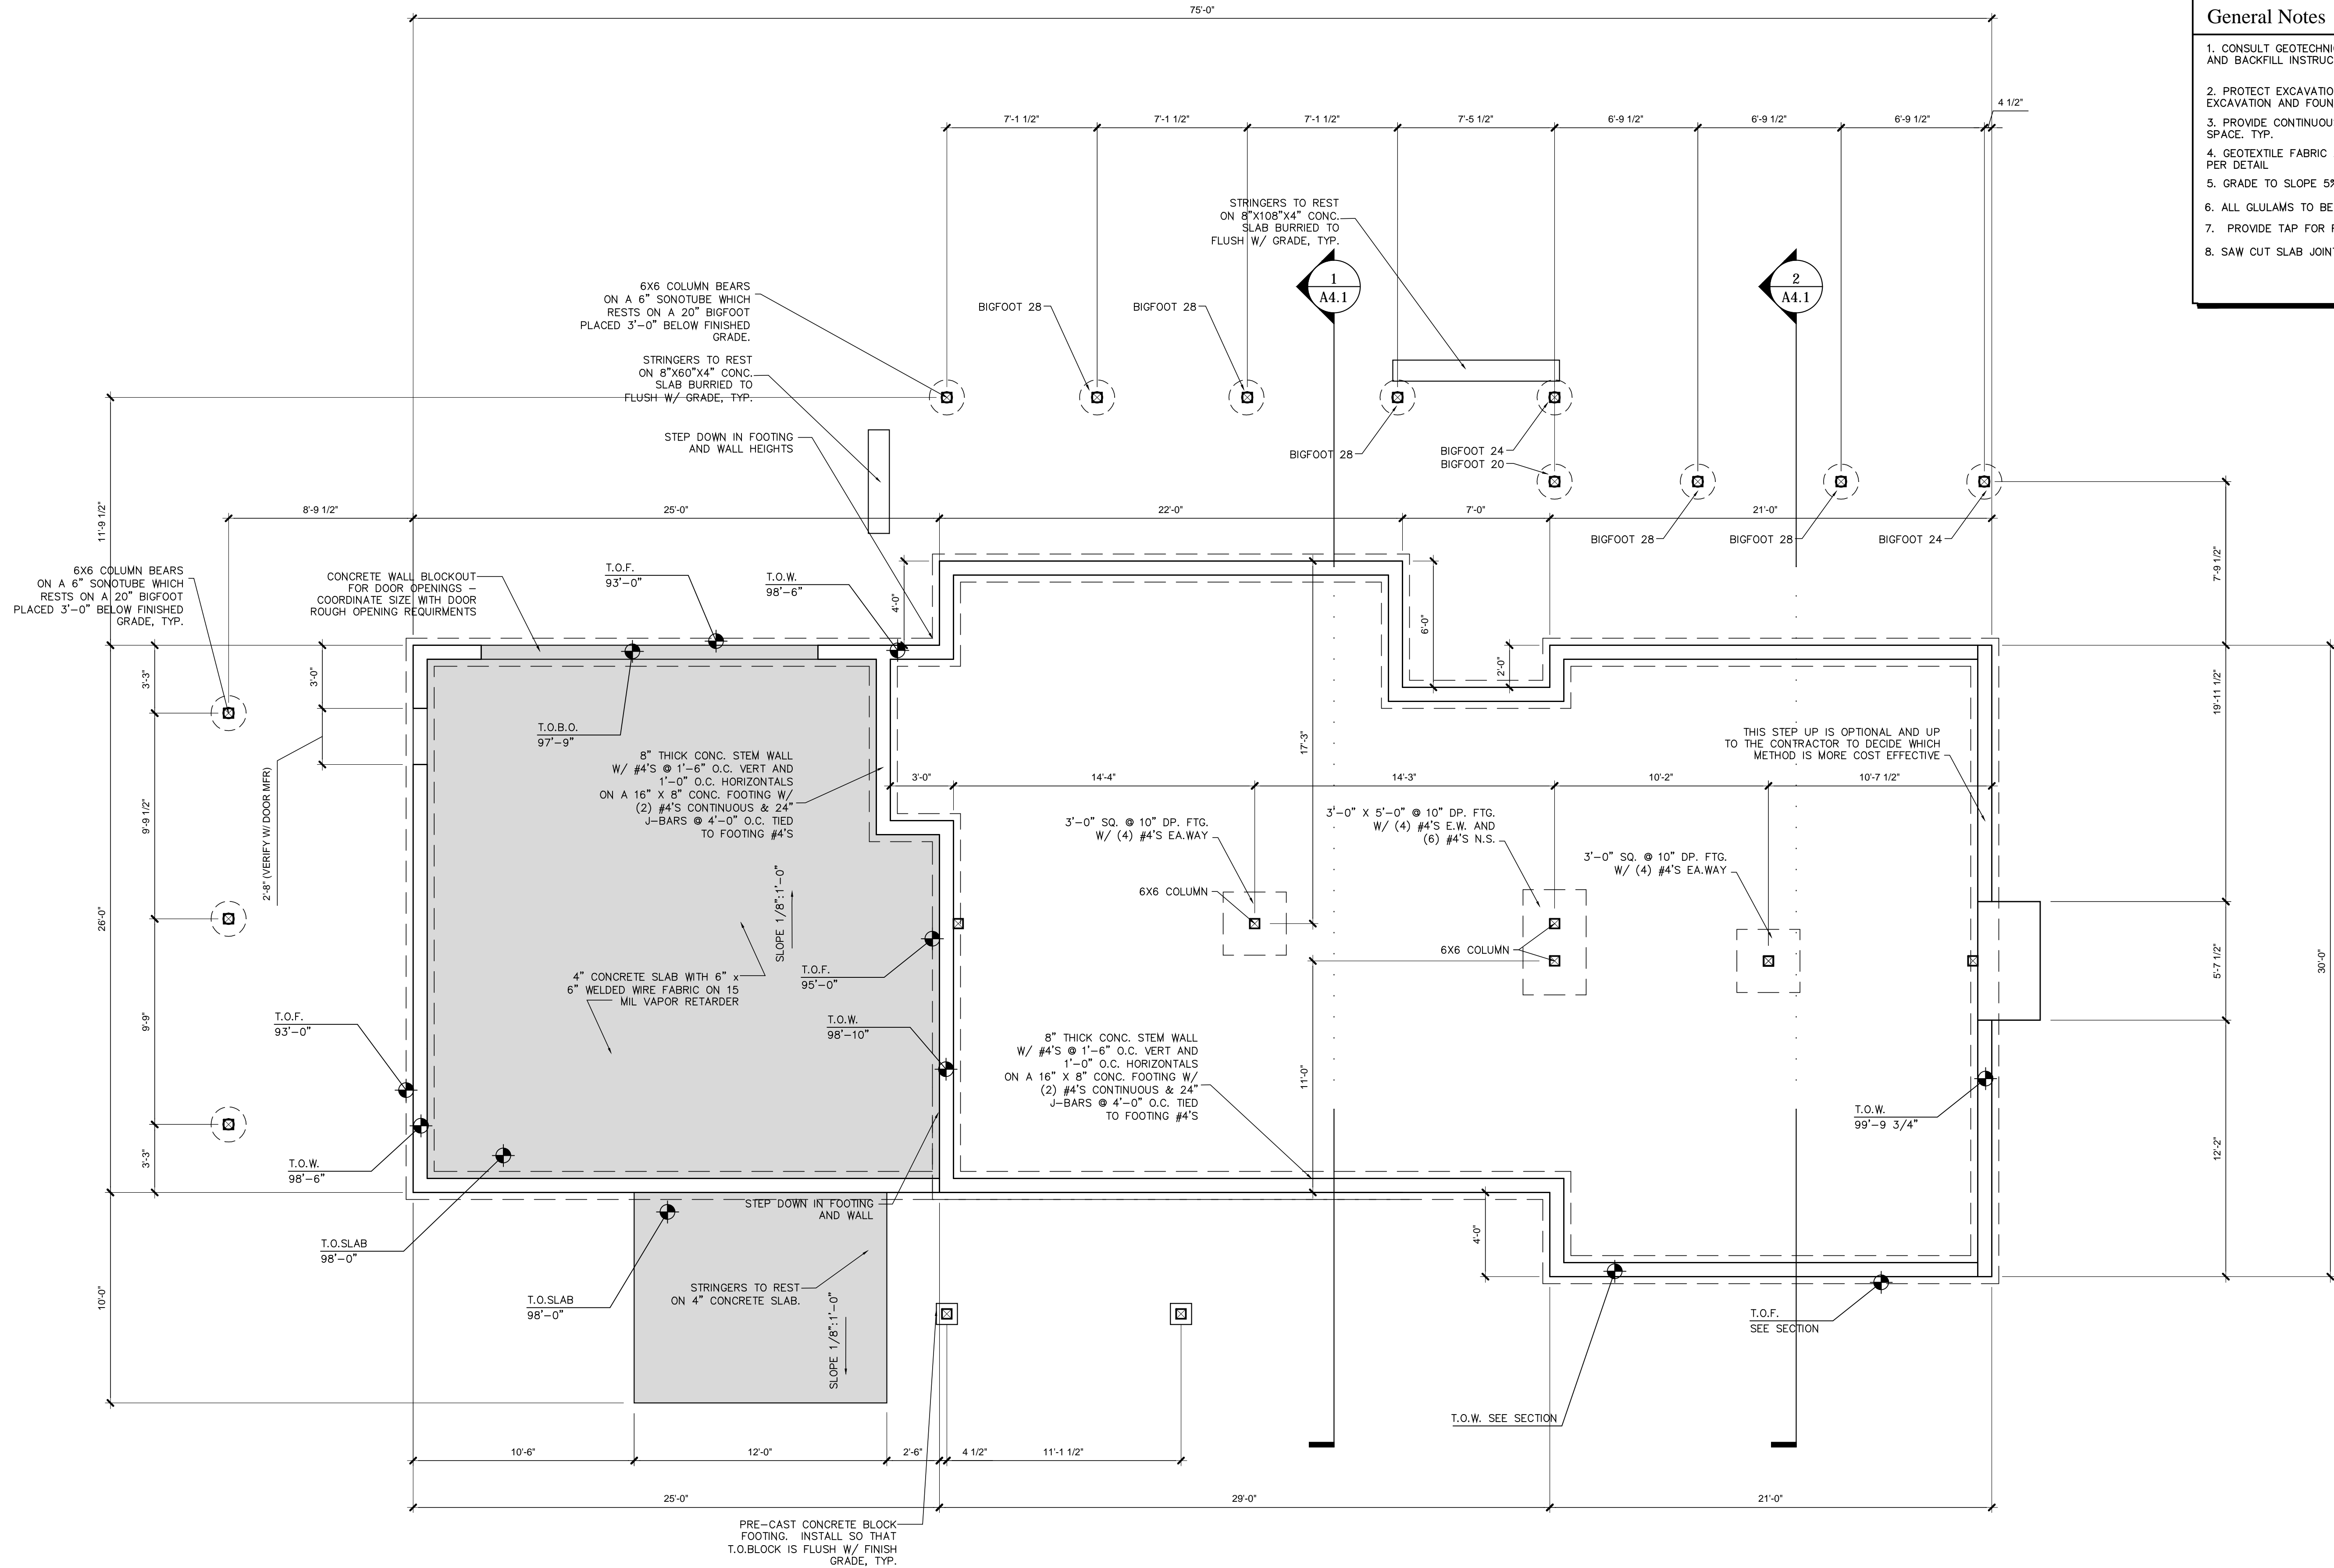 75'-0"
General Notes
1. CONSULT GEOTECHNI
AND BACKFILL INSTRUC
2. PROTECT EXCAVATIO
EXCAVATION AND FOUN
3. PROVIDE CONTINUOU
SPACE. TYP.
4. GEOTEXTILE FABRIC
PER DETAIL
5. GRADE TO SLOPE 5%
6. ALL GLULAMS TO BE
7. PROVIDE TAP FOR
8. SAW CUT SLAB JOIN
4 1/2"
7'-1 1/2"
7'-1 1/2"
7'-1 1/2"
7'-5 1/2"
6'-9 1/2"
6'-9 1/2"
6'-9 1/2"
STRINGERS TO REST
ON 8"X108"X4" CONC.
SLAB BURRIED TO
FLUSH W/ GRADE, TYP.
1
A4.1
2
A4.1
6X6 COLUMN BEARS
ON A 6" SONOTUBE WHICH
RESTS ON A 20" BIGFOOT
PLACED 3'-0" BELOW FINISHED
GRADE.
BIGFOOT 28
BIGFOOT 28
STRINGERS TO REST
ON 8"X60"X4" CONC.
SLAB BURRIED TO
FLUSH W/ GRADE, TYP.
STEP DOWN IN FOOTING
AND WALL HEIGHTS
BIGFOOT 28
BIGFOOT 24
BIGFOOT 20
11'-9 1/2"
8'-9 1/2"
25'-0"
22'-0"
7'-0"
21'-0"
BIGFOOT 28
BIGFOOT 28
BIGFOOT 24
7'-9 1/2"
6X6 COLUMN BEARS
ON A 6" SONOTUBE WHICH
RESTS ON A 20" BIGFOOT
PLACED 3'-0" BELOW FINISHED
GRADE, TYP.
CONCRETE WALL BLOCKOUT
FOR DOOR OPENINGS –
COORDINATE SIZE WITH DOOR
ROUGH OPENING REQUIRMENTS
T.O.F.
93'-0"
T.O.W.
98'-6"
4'-0"
6'-0"
2'-0"
3'-3"
3'-0"
19'-11 1/2"
T.O.B.O.
97'-9"
17'-3"
THIS STEP UP IS OPTIONAL AND UP
TO THE CONTRACTOR TO DECIDE WHICH
METHOD IS MORE COST EFFECTIVE
8" THICK CONC. STEM WALL
W/ #4'S @ 1'-6" O.C. VERT AND
1'-0" O.C. HORIZONTALS
ON A 16" X 8" CONC. FOOTING W/
(2) #4'S CONTINUOUS & 24"
J-BARS @ 4'-0" O.C. TIED
TO FOOTING #4'S
3'-0"
14'-4"
14'-3"
10'-2"
10'-7 1/2"
9'-9 1/2"
2'-8" (VERIFY W/ DOOR MFR)
3'-0" SQ. @ 10" DP. FTG.
W/ (4) #4'S EA.WAY
3'-0" X 5'-0" @ 10" DP. FTG.
W/ (4) #4'S E.W. AND
(6) #4'S N.S.
3'-0" SQ. @ 10" DP. FTG.
W/ (4) #4'S EA.WAY
6X6 COLUMN
26'-0"
SLOPE 1/8":1'-0"
6X6 COLUMN
5'-7 1/2"
30'-0"
4" CONCRETE SLAB WITH 6" x
6" WELDED WIRE FABRIC ON 15
MIL VAPOR RETARDER
T.O.F.
95'-0"
9'-9"
T.O.F.
93'-0"
T.O.W.
98'-10"
8" THICK CONC. STEM WALL
W/ #4'S @ 1'-6" O.C. VERT AND
1'-0" O.C. HORIZONTALS
ON A 16" X 8" CONC. FOOTING W/
(2) #4'S CONTINUOUS & 24"
J-BARS @ 4'-0" O.C. TIED
TO FOOTING #4'S
11'-0"
T.O.W.
99'-9 3/4"
12'-2"
3'-3"
T.O.W.
98'-6"
STEP DOWN IN FOOTING
AND WALL
4'-0"
T.O.SLAB
98'-0"
10'-0"
T.O.SLAB
98'-0"
STRINGERS TO REST
ON 4" CONCRETE SLAB.
SLOPE 1/8":1'-0"
T.O.F.
SEE SECTION
T.O.W. SEE SECTION
10'-6"
12'-0"
2'-6"
4 1/2"
11'-1 1/2"
25'-0"
29'-0"
21'-0"
PRE-CAST CONCRETE BLOCK
FOOTING. INSTALL SO THAT
T.O.BLOCK IS FLUSH W/ FINISH
GRADE, TYP.